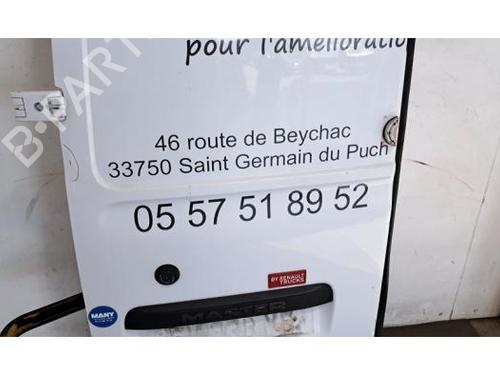 pour l'amélioratio
46 route de Beychac
33750 Saint Germain du Puch
05 57 51 89 52
BY RENAULT
TRUCKS
MANY
MASTER
B-PARTS